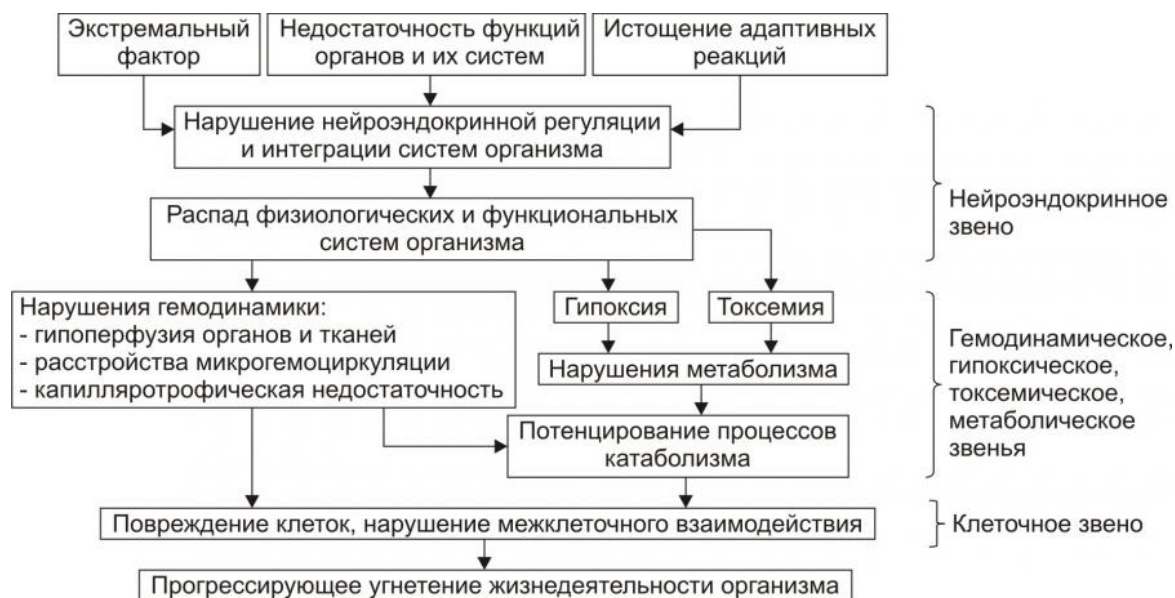 Экстремальный
фактор
Недостаточность функций
органов и их систем
Истощение адаптивных
реакций
Нарушение нейроэндокринной регуляции
и интеграции систем организма
Распад физиологических и функциональных
систем организма
Нейроэндокринное
звено
Нарушения гемодинамики:
- гипоперфузия органов и тканей
- расстройства микрогемоциркуляции
- капилляротрофическая недостаточность
Гипоксия
Токсемия
Нарушения метаболизма
Потенцирование процессов
катаболизма
Гемодинамическое,
гипоксическое,
токсемическое,
метаболическое
звенья
Повреждение клеток, нарушение межклеточного взаимодействия
Клеточное звено
Прогрессирующее угнетение жизнедеятельности организма